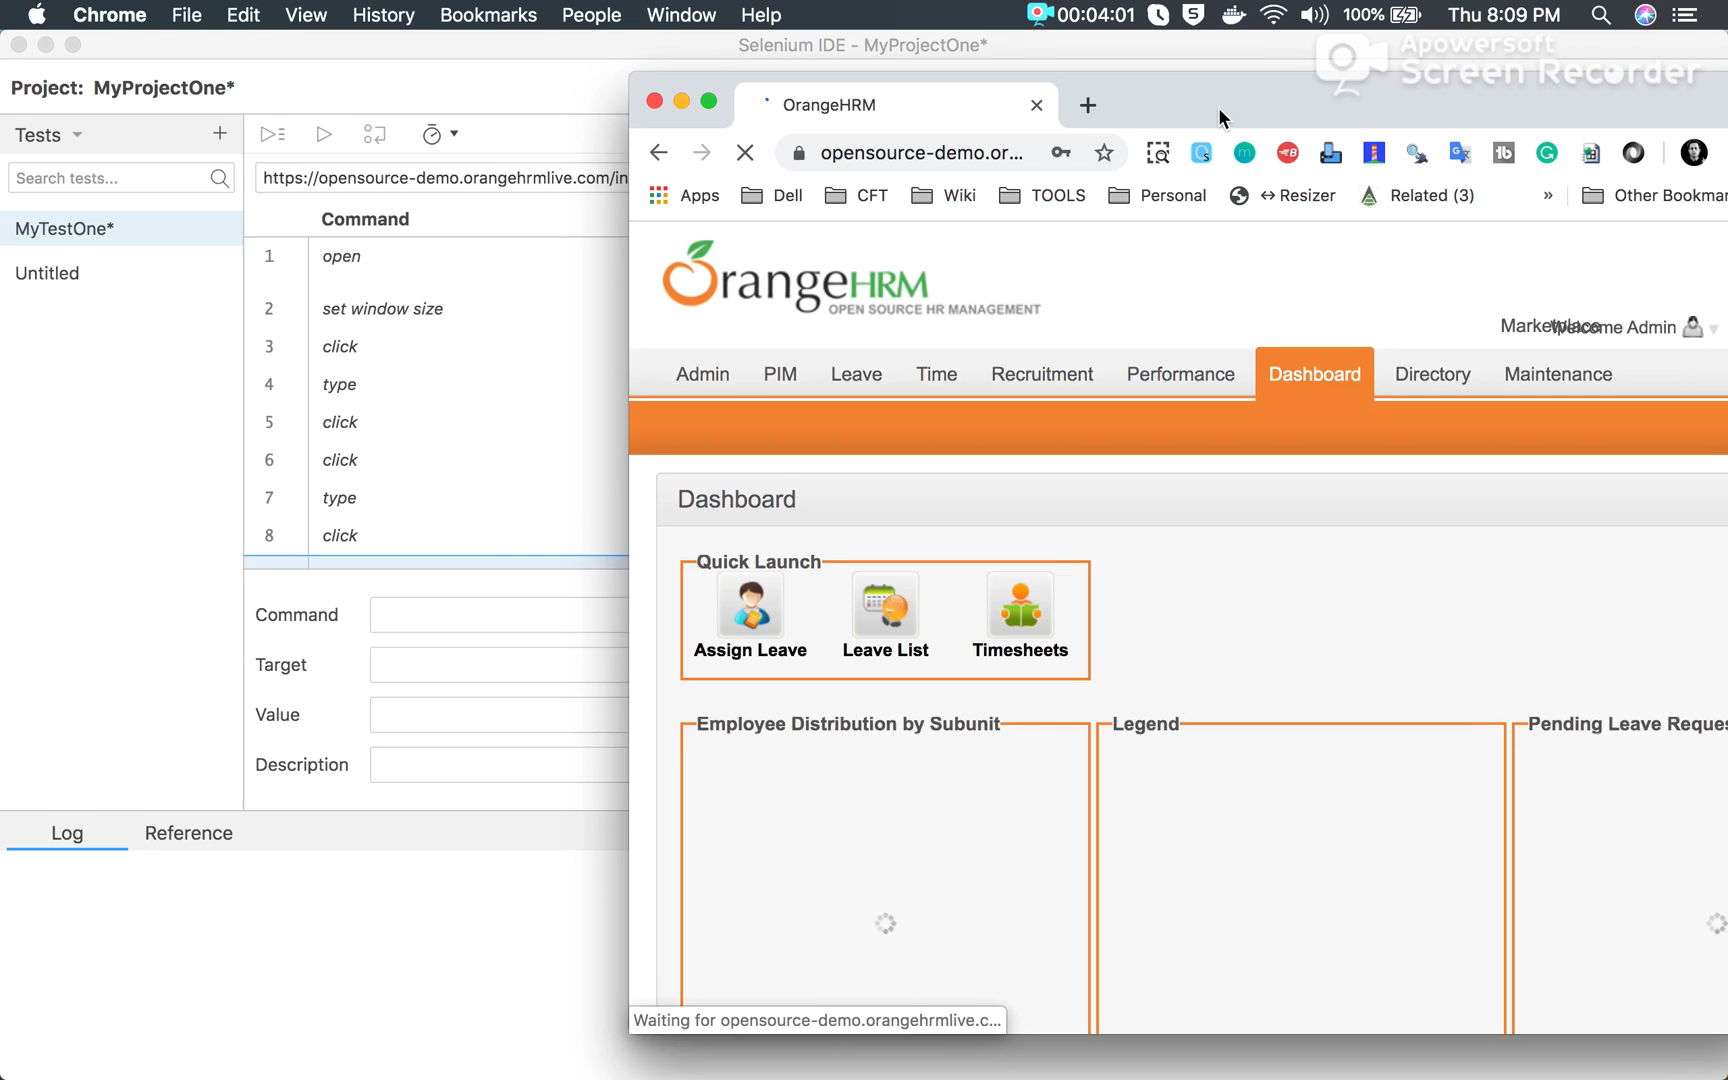 Chrome File Edit View History Bookmarks People Window Help 00:04:01 100% Thu 8:09 PM
Selenium IDE - MyProjectOne*
Apowersoft
Screen Recorder
Project: MyProjectOne*
Tests
Search tests...
MyTestOne*
Untitled
https://opensource-demo.orangehrmlive.com/in
Command
1 open
2 set window size
3 click
4 type
5 click
6 click
7 type
8 click
Command
Target
Value
Description
Log Reference
OrangeHRM
opensource-demo.or...
Apps Dell CFT Wiki TOOLS Personal ↔Resizer Related (3) » Other Bookmar
OrangeHRM
OPEN SOURCE HR MANAGEMENT
Marketplace
Welcome Admin
Admin PIM Leave Time Recruitment Performance Dashboard Directory Maintenance
Dashboard
Quick Launch
Assign Leave Leave List Timesheets
Employee Distribution by Subunit Legend Pending Leave Reques
Waiting for opensource-demo.orangehrmlive.c...